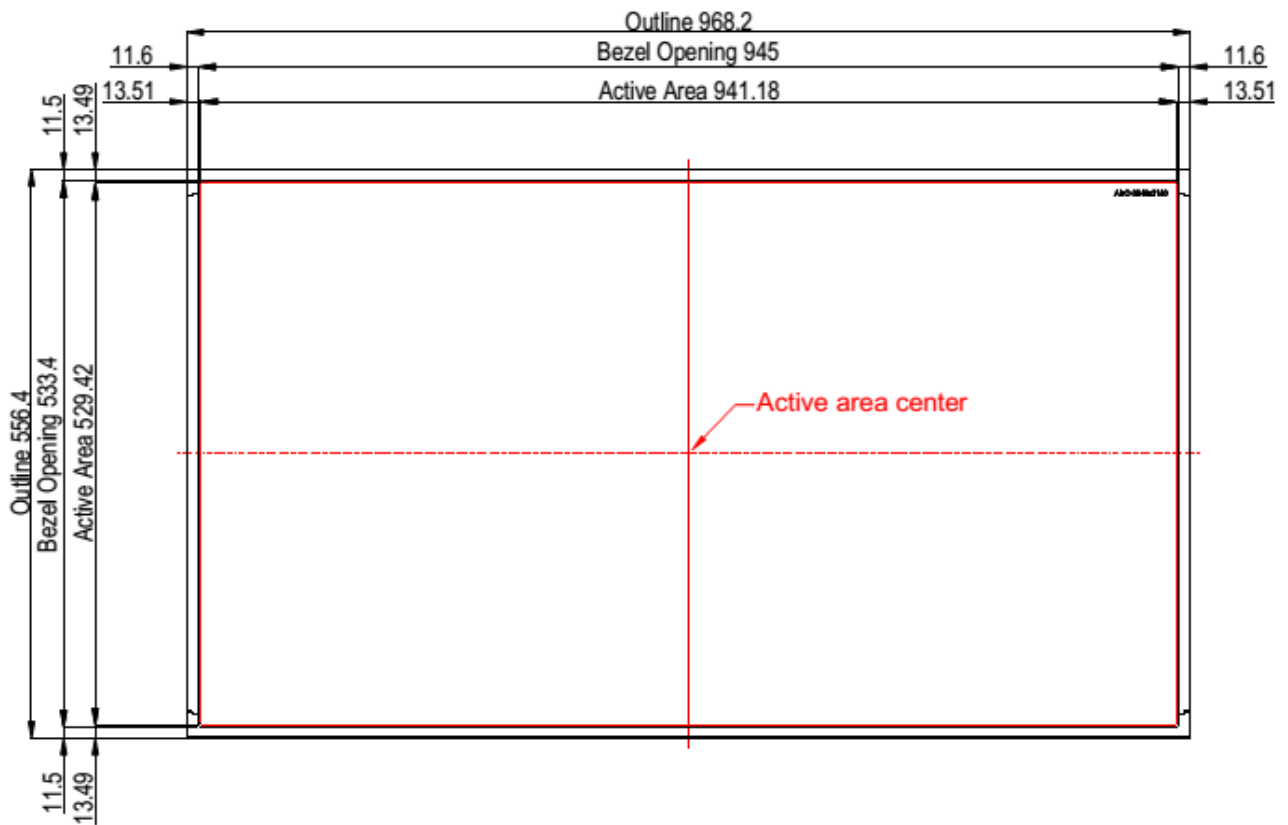 Outline 968.2
11.6
Bezel Opening 945
11.6
13.51
Active Area 941.18
13.51
11.5
13.49
Outline 556.4
Bezel Opening 533.4
Active Area 529.42
Active area center
11.5
13.49